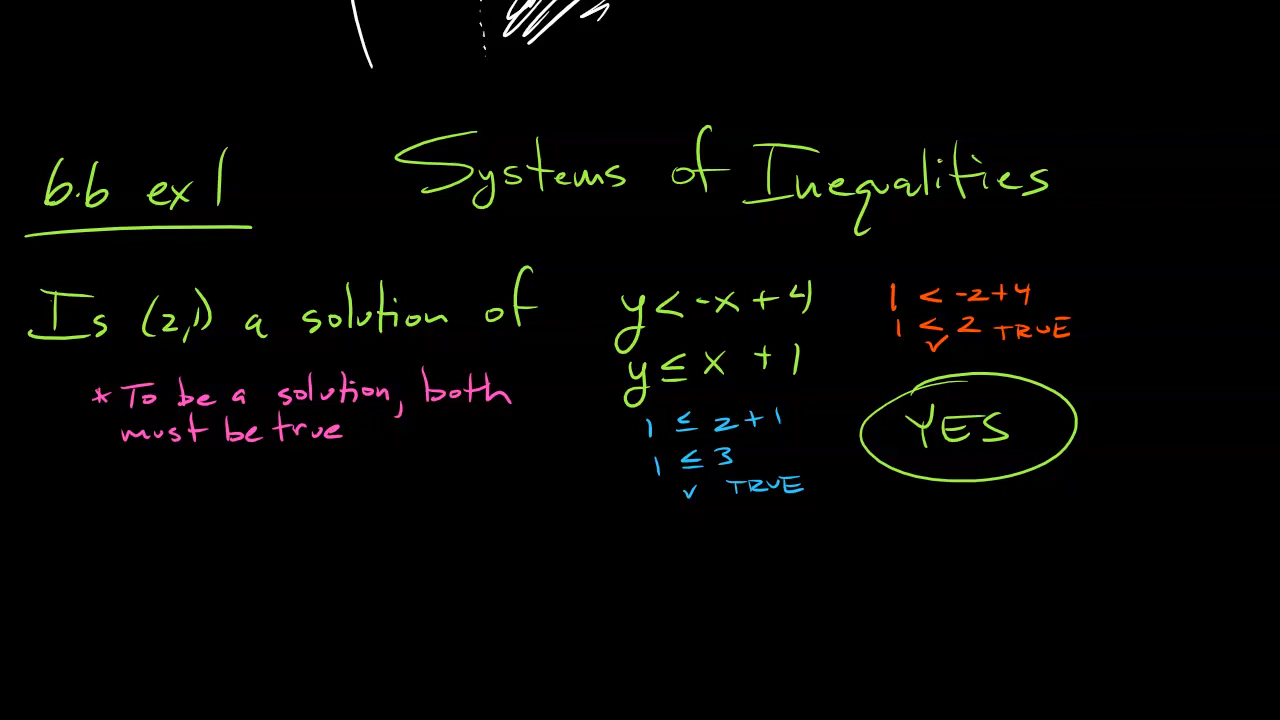 6.6 ex 1 Systems of Inequalities
Is (2,1) a solution of
y < -x + 4
y ≤ x + 1
1 < -2+4
1 < 2 TRUE
✓
* To be a solution, both
must be true
1 ≤ 2+1
1 ≤ 3
✓ TRUE
YES